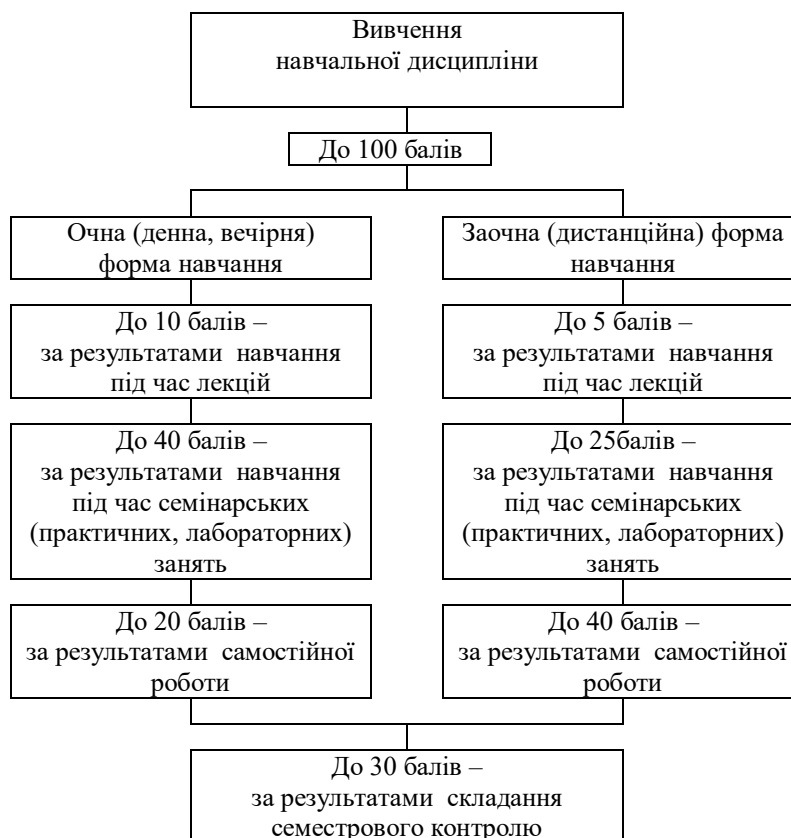 Вивчення
навчальної дисципліни
До 100 балів
Очна (денна, вечірня)
форма навчання
До 10 балів –
за результатами навчання
під час лекцій
До 40 балів –
за результатами навчання
під час семінарських
(практичних, лабораторних)
занять
До 20 балів –
за результатами самостійної
роботи
Заочна (дистанційна) форма
навчання
До 5 балів –
за результатами навчання
під час лекцій
До 25балів –
за результатами навчання
під час семінарських
(практичних, лабораторних)
занять
До 40 балів –
за результатами самостійної
роботи
До 30 балів –
за результатами складання
семестрового контролю